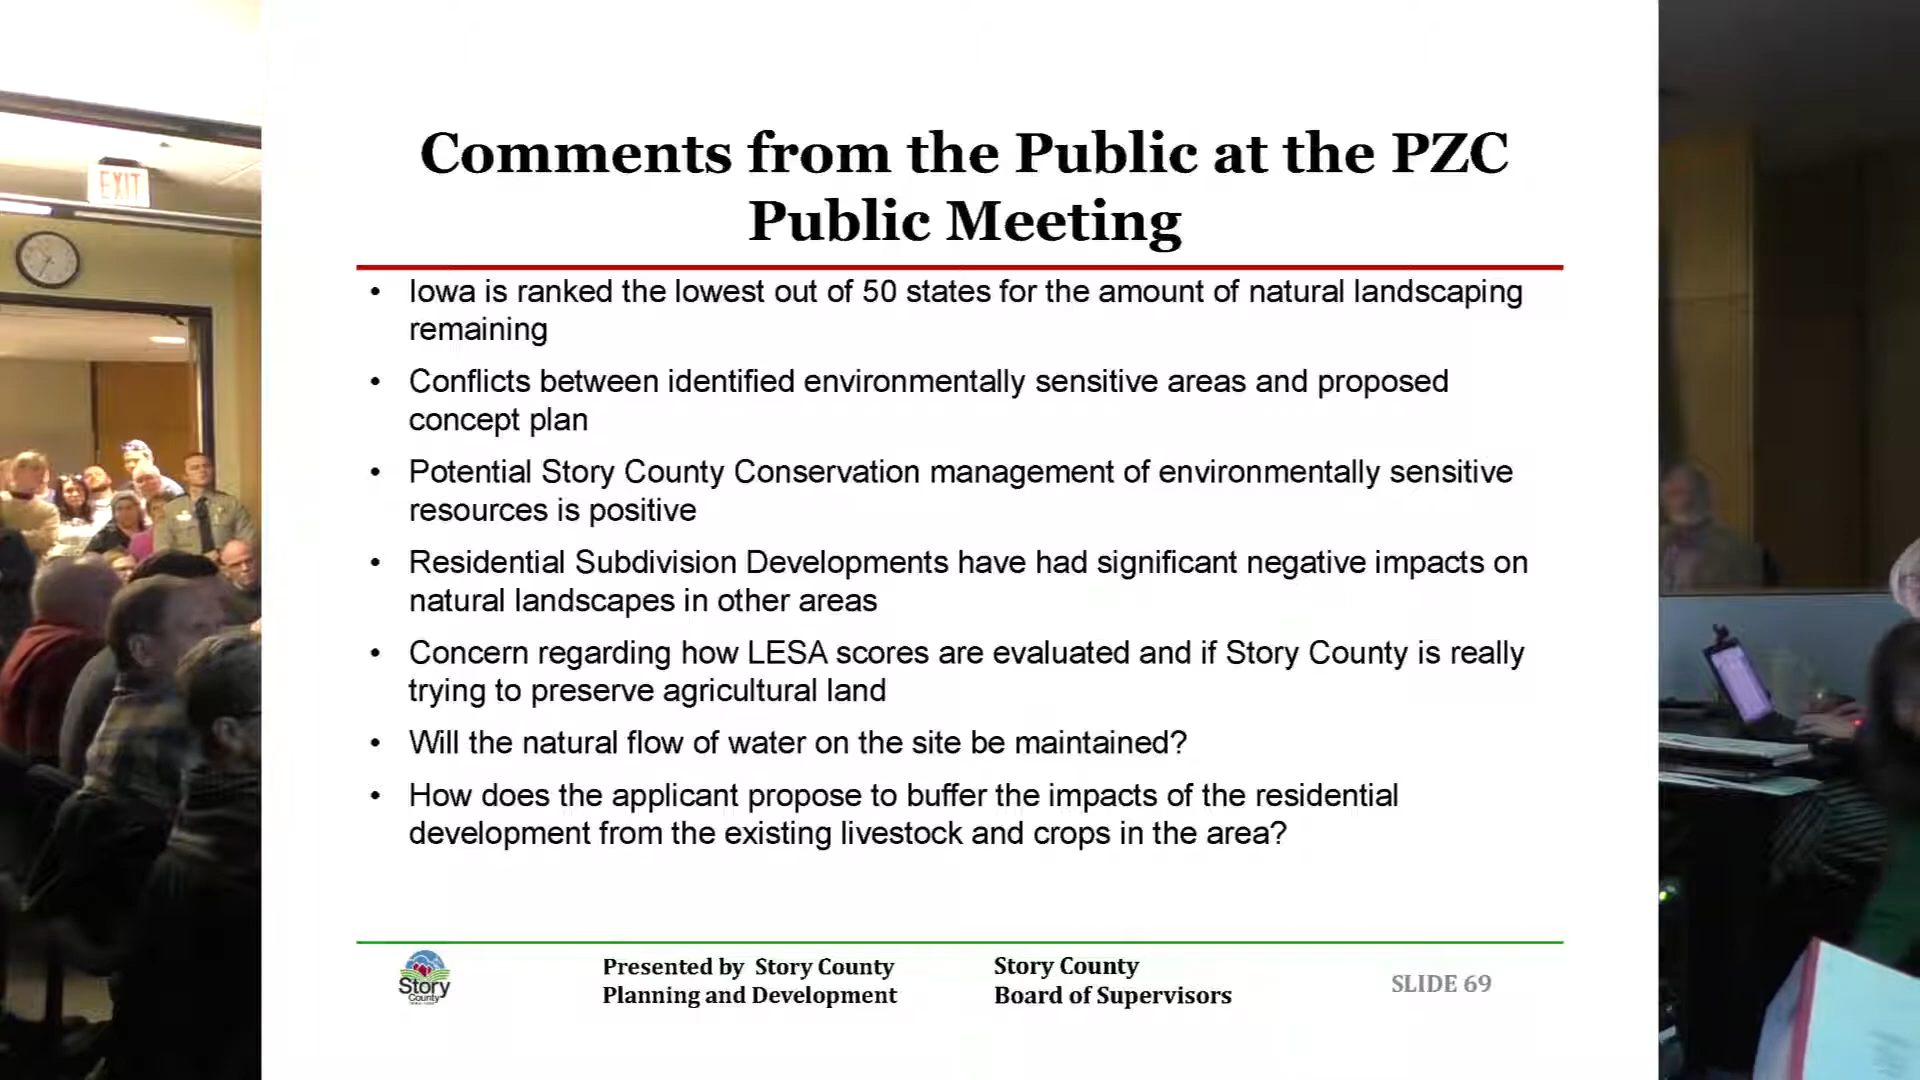 EXIT
Comments from the Public at the PZC
Public Meeting
• Iowa is ranked the lowest out of 50 states for the amount of natural landscaping
remaining
• Conflicts between identified environmentally sensitive areas and proposed
concept plan
• Potential Story County Conservation management of environmentally sensitive
resources is positive
• Residential Subdivision Developments have had significant negative impacts on
natural landscapes in other areas
• Concern regarding how LESA scores are evaluated and if Story County is really
trying to preserve agricultural land
• Will the natural flow of water on the site be maintained?
• How does the applicant propose to buffer the impacts of the residential
development from the existing livestock and crops in the area?
Story
County
Presented by Story County
Planning and Development
Story County
Board of Supervisors
SLIDE 69